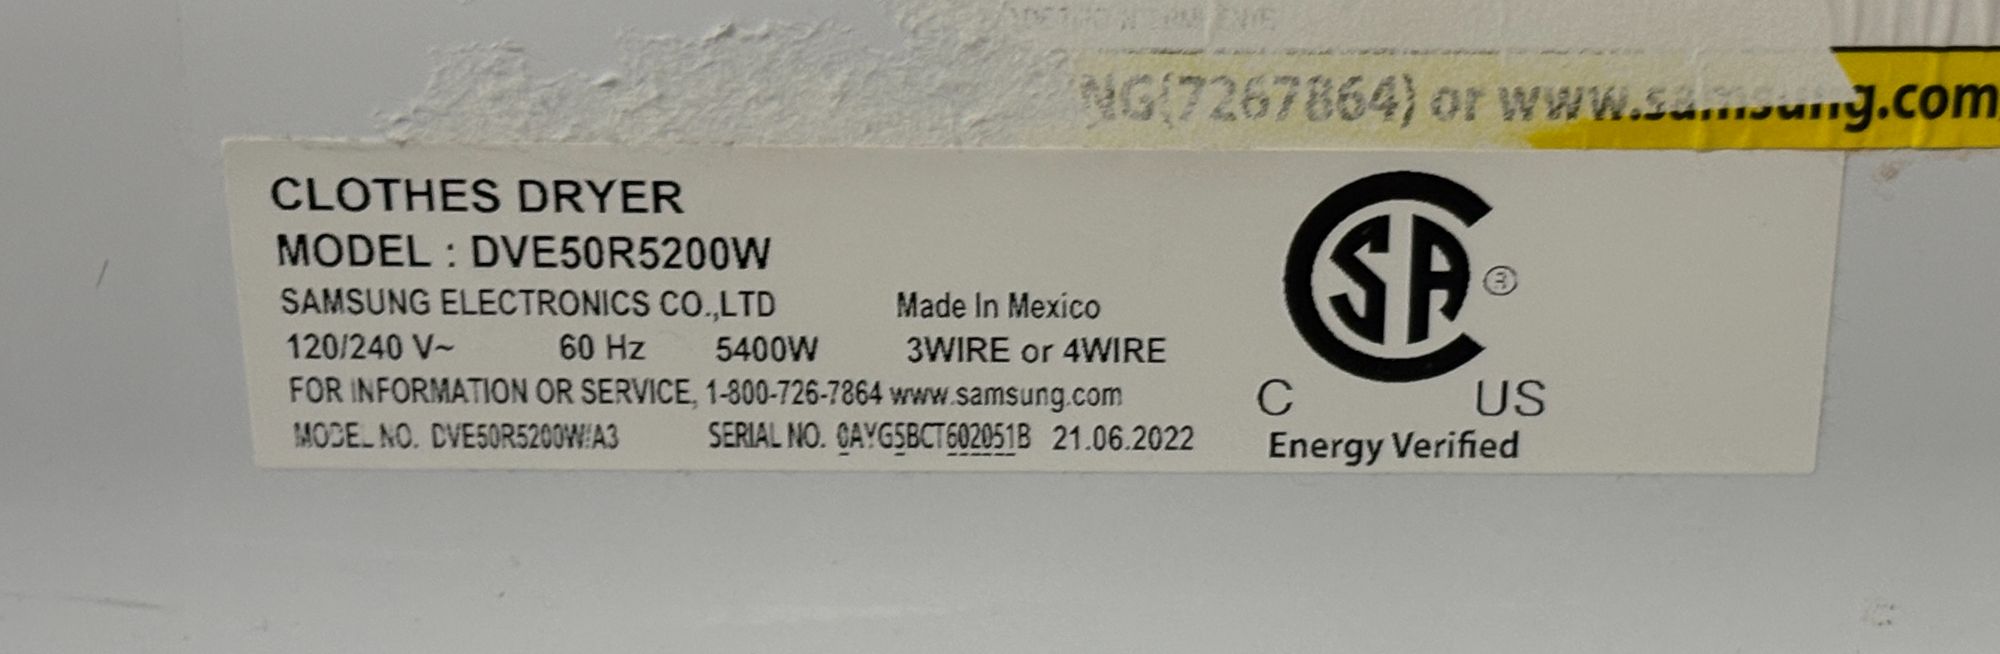 NG(7267864) or www.samsung.com
CLOTHES DRYER
MODEL : DVE50R5200W
SAMSUNG ELECTRONICS CO.,LTD Made In Mexico
120/240 V~ 60 Hz 5400W 3WIRE or 4WIRE
FOR INFORMATION OR SERVICE, 1-800-726-7864 www.samsung.com
MODEL NO. DVE50R5200W/A3 SERIAL NO. 0AYG5BCT602051B 21.06.2022
CSA ®
C US
Energy Verified